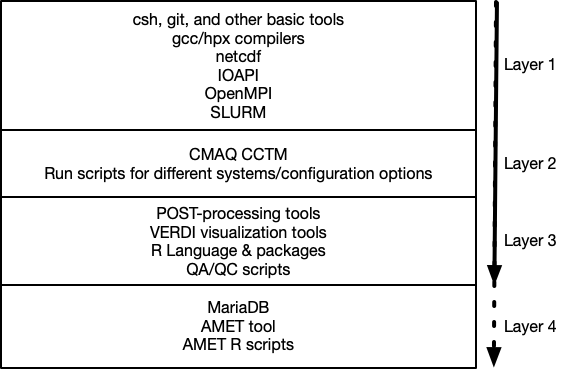 csh, git, and other basic tools
gcc/hpx compilers
netcdf
IOAPI
OpenMPI
SLURM
Layer 1
CMAQ CCTM
Run scripts for different systems/configuration options
Layer 2
POST-processing tools
VERDI visualization tools
R Language & packages
QA/QC scripts
Layer 3
MariaDB
AMET tool
AMET R scripts
Layer 4